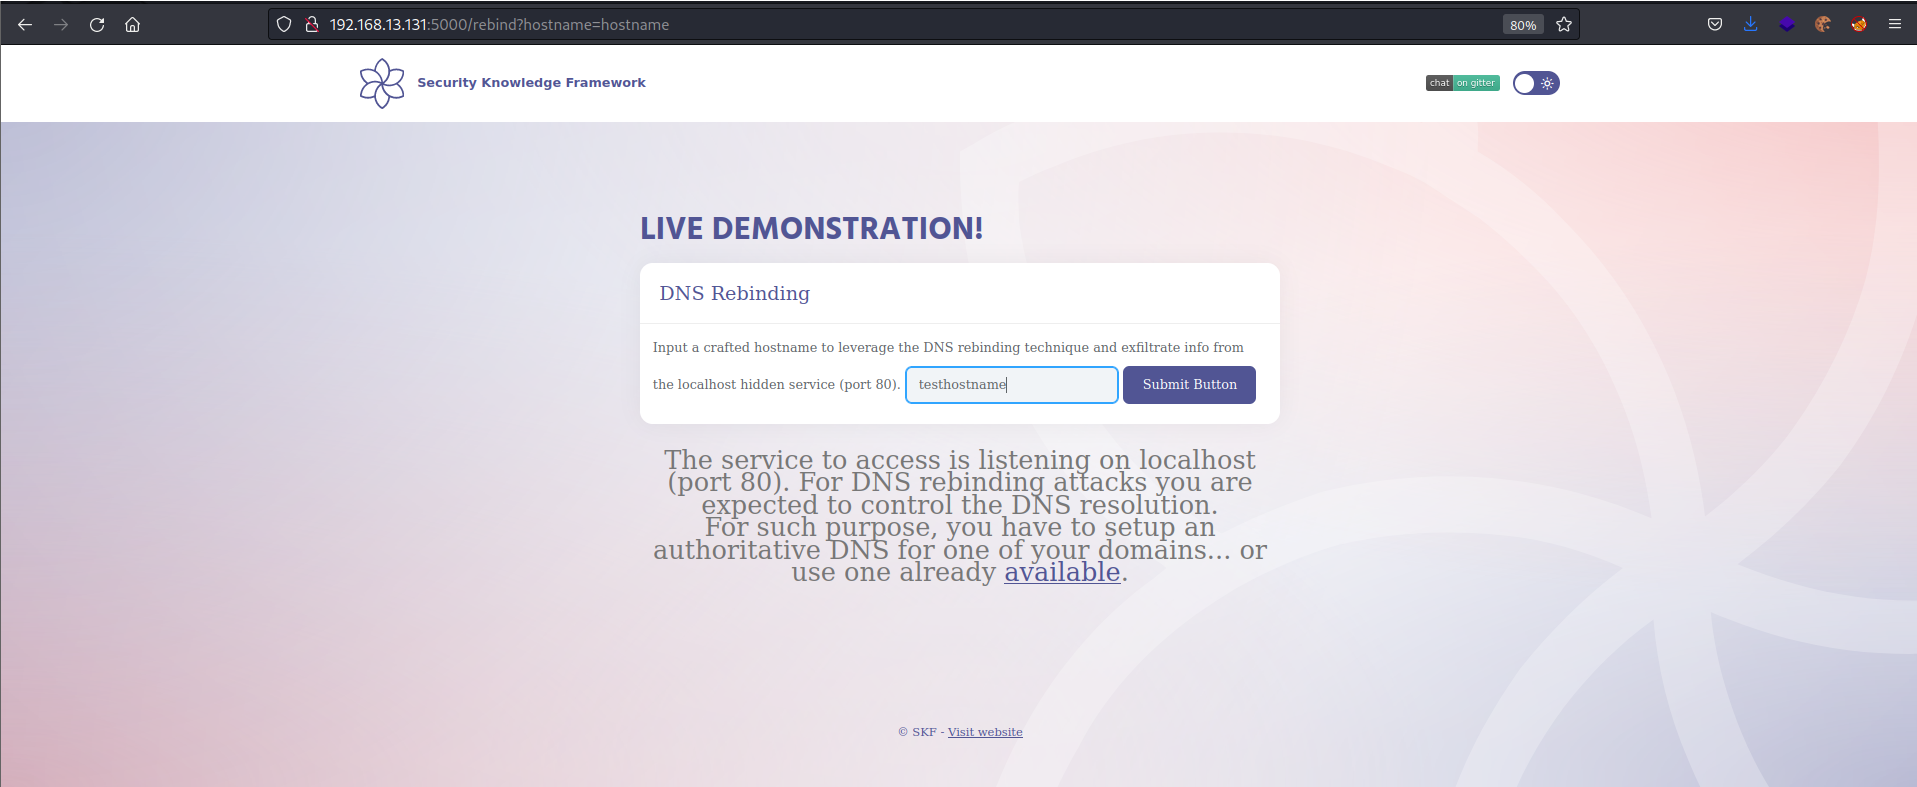 192.168.13.131:5000/rebind?hostname=hostname
80%
Security Knowledge Framework
chat on gitter
LIVE DEMONSTRATION!
DNS Rebinding
Input a crafted hostname to leverage the DNS rebinding technique and exfiltrate info from
the localhost hidden service (port 80). testhostname Submit Button
The service to access is listening on localhost
(port 80). For DNS rebinding attacks you are
expected to control the DNS resolution.
For such purpose, you have to setup an
authoritative DNS for one of your domains... or
use one already available.
© SKF - Visit website